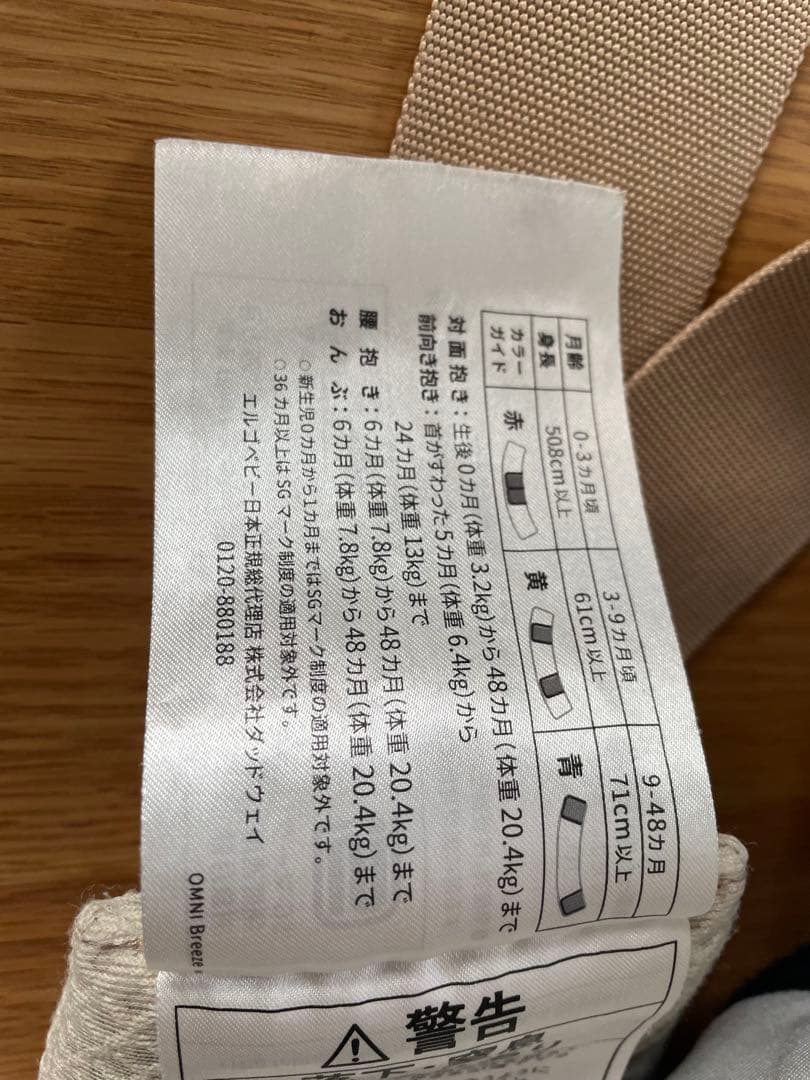 月齢 0-3カ月頃 3-9カ月頃 9-48カ月
身長 508cm以上 61cm以上 71cm以上
カラーガイド 赤 黄 青
対面抱き：生後0カ月(体重 3.2kg)から48カ月(体重 20.4kg)まで
前向き抱き：首がすわった5カ月(体重 6.4kg)から
24カ月(体重 13kg)まで
腰抱き：6カ月(体重7.8kg)から48カ月(体重 20.4kg)まで
おんぶ：6カ月(体重7.8kg)から48カ月(体重 20.4kg)まで
○新生児0カ月から1カ月まではSGマーク制度の適用対象外です。
○36カ月以上はSGマーク制度の適用対象外です。
エルゴベビー日本正規総代理店 株式会社ダッドウェイ
0120-880188
OMNI Breeze
警告